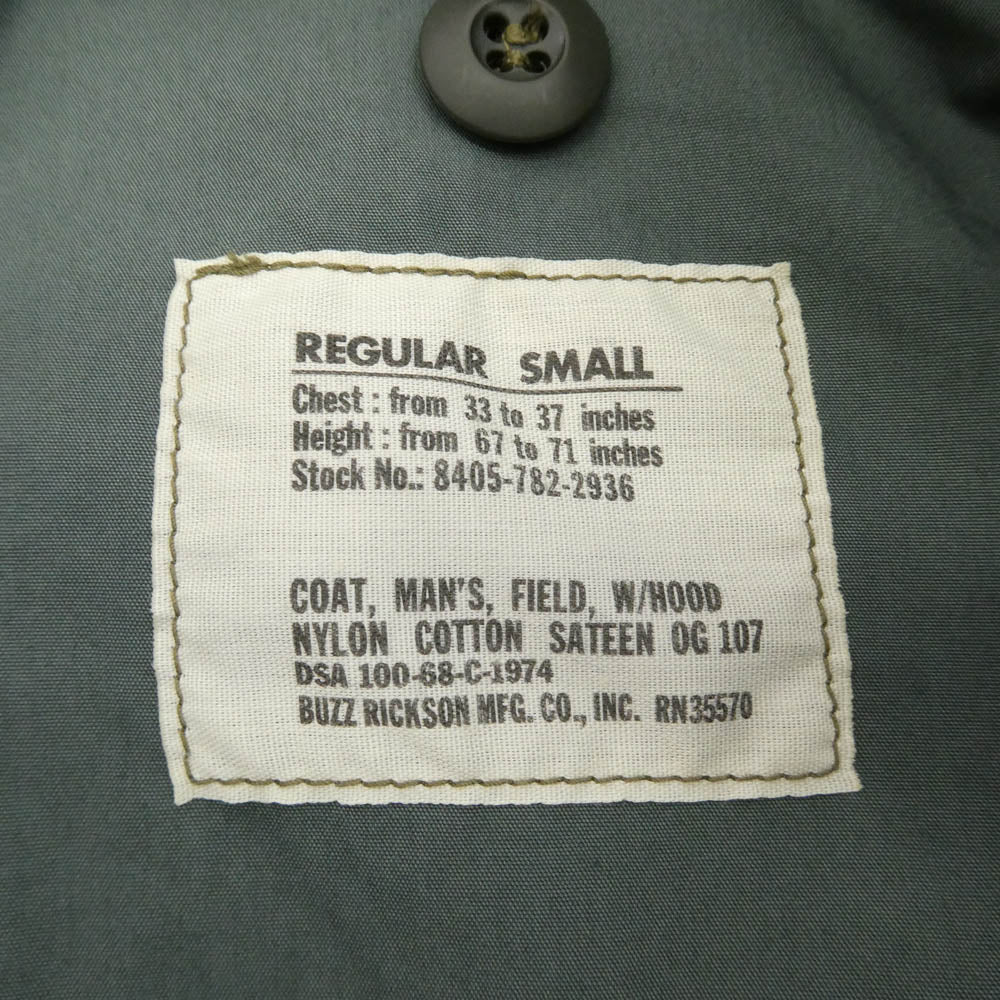 REGULAR SMALL
Chest : from 33 to 37 inches
Height : from 67 to 71 inches
Stock No.: 8405-782-2936
COAT, MAN'S, FIELD, W/HOOD
NYLON COTTON SATEEN OG 107
DSA 100-68-C-1974
BUZZ RICKSON MFG. CO., INC. RN35570